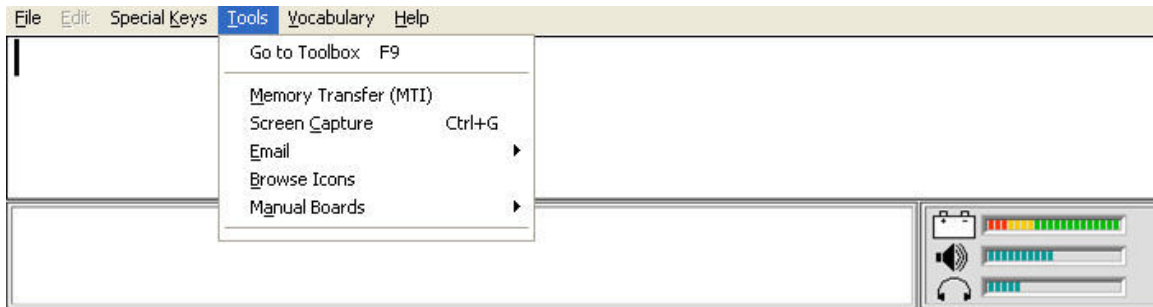 File Edit Special Keys Tools Vocabulary Help
Go to Toolbox F9
Memory Transfer (MTI)
Screen Capture Ctrl+G
Email
Browse Icons
Manual Boards